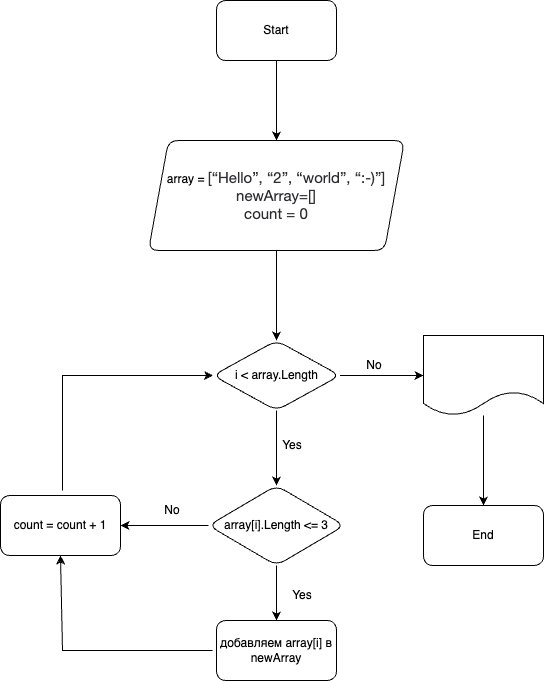 Start
array = [“Hello”, “2”, “world”, “:-)”]
newArray=[]
count = 0
i < array.Length
No
Yes
array[i].Length <= 3
No
count = count + 1
End
Yes
добавляем array[i] в
newArray